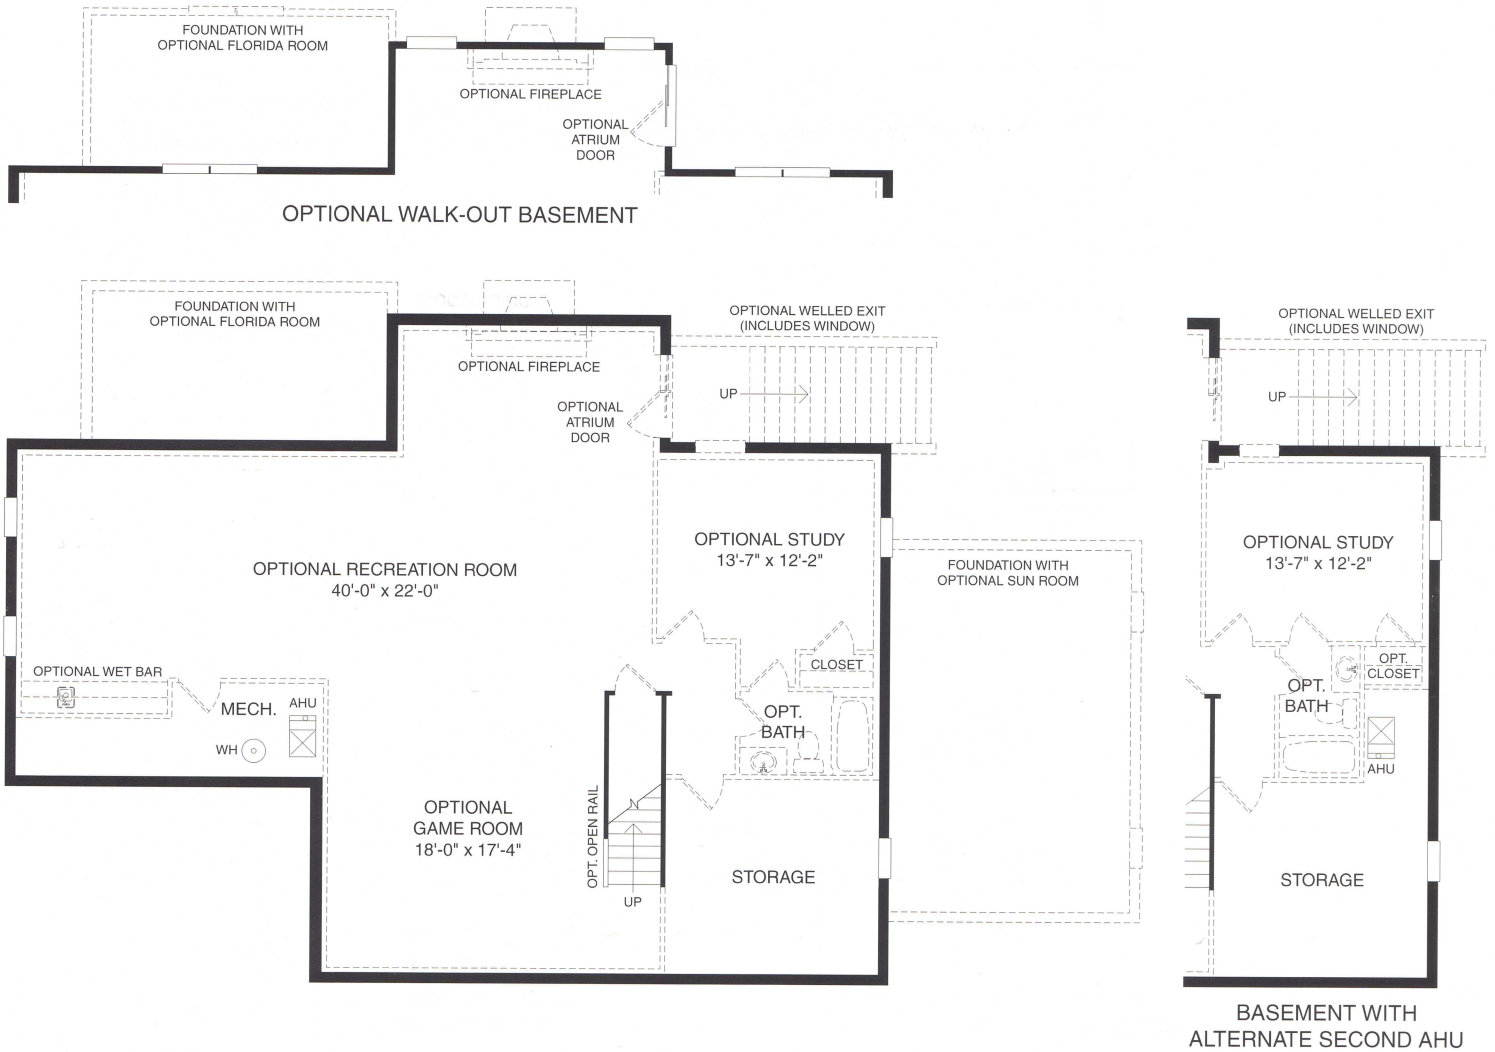 FOUNDATION WITH
OPTIONAL FLORIDA ROOM
OPTIONAL FIREPLACE
OPTIONAL
ATRIUM
DOOR
OPTIONAL WALK-OUT BASEMENT
FOUNDATION WITH
OPTIONAL FLORIDA ROOM
OPTIONAL FIREPLACE
OPTIONAL
ATRIUM
DOOR
OPTIONAL WELLED EXIT
(INCLUDES WINDOW)
UP
OPTIONAL RECREATION ROOM
40'-0" x 22'-0"
OPTIONAL STUDY
13'-7" x 12'-2"
FOUNDATION WITH
OPTIONAL SUN ROOM
OPTIONAL WET BAR
MECH.
AHU
WH
CLOSET
OPT.
BATH
OPTIONAL
GAME ROOM
18'-0" x 17'-4"
OPT. OPEN RAIL
UP
STORAGE
OPTIONAL WELLED EXIT
(INCLUDES WINDOW)
UP
OPTIONAL STUDY
13'-7" x 12'-2"
OPT.
CLOSET
OPT.
BATH
AHU
STORAGE
BASEMENT WITH
ALTERNATE SECOND AHU